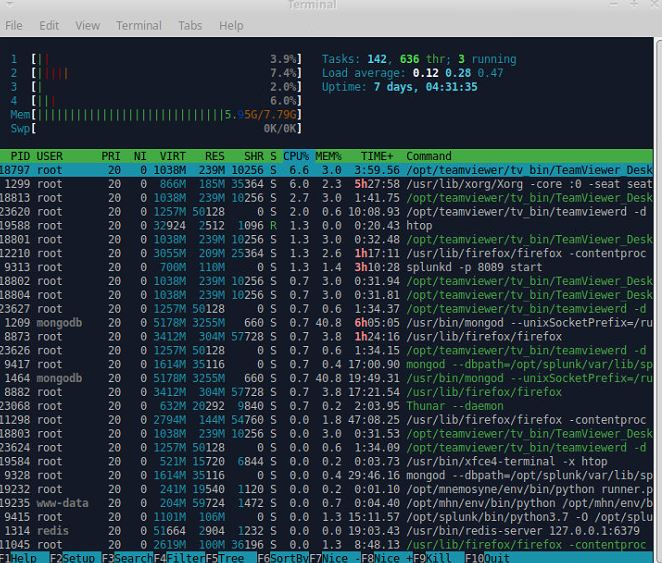 Terminal
File Edit View Terminal Tabs Help
1 [|| 3.9%] Tasks: 142, 636 thr; 3 running
2 [||||| 7.4%] Load average: 0.12 0.28 0.47
3 [| 2.0%] Uptime: 7 days, 04:31:35
4 [||| 6.0%]
Mem[|||||||||||||||||||||||||||||5.95G/7.79G]
Swp[ 0K/0K]
PID USER PRI NI VIRT RES SHR S CPU% MEM% TIME+ Command
18797 root 20 0 1038M 239M 10256 S 6.6 3.0 3:59.56 /opt/teamviewer/tv_bin/TeamViewer_Desk
1299 root 20 0 866M 185M 35364 S 6.0 2.3 5h27:58 /usr/lib/xorg/Xorg -core :0 -seat seat
18813 root 20 0 1038M 239M 10256 S 2.7 3.0 1:41.75 /opt/teamviewer/tv_bin/TeamViewer_Desk
23620 root 20 0 1257M 50128 0 S 2.0 0.6 10:08.93 /opt/teamviewer/tv_bin/teamviewerd -d
19588 root 20 0 32924 2512 1096 R 1.3 0.0 0:20.43 htop
18801 root 20 0 1038M 239M 10256 S 1.3 3.0 0:32.48 /opt/teamviewer/tv_bin/TeamViewer_Desk
12210 root 20 0 3055M 209M 25364 S 1.3 2.6 1h17:11 /usr/lib/firefox/firefox -contentproc
9313 root 20 0 700M 110M 0 S 1.3 1.4 3h10:28 splunkd -p 8089 start
18802 root 20 0 1038M 239M 10256 S 0.7 3.0 0:31.94 /opt/teamviewer/tv_bin/TeamViewer_Desk
18804 root 20 0 1038M 239M 10256 S 0.7 3.0 0:31.81 /opt/teamviewer/tv_bin/TeamViewer_Desk
23627 root 20 0 1257M 50128 0 S 0.7 0.6 1:34.37 /opt/teamviewer/tv_bin/teamviewerd -d
1209 mongodb 20 0 5178M 3255M 660 S 0.7 40.8 6h05:05 /usr/bin/mongod --unixSocketPrefix=/ru
8873 root 20 0 3412M 304M 57728 S 0.7 3.8 1h24:16 /usr/lib/firefox/firefox
23626 root 20 0 1257M 50128 0 S 0.7 0.6 1:34.15 /opt/teamviewer/tv_bin/teamviewerd -d
9417 root 20 0 1614M 35116 0 S 0.7 0.4 17:00.90 mongod --dbpath=/opt/splunk/var/lib/sp
1464 mongodb 20 0 5178M 3255M 660 S 0.7 40.8 19:49.31 /usr/bin/mongod --unixSocketPrefix=/ru
8882 root 20 0 3412M 304M 57728 S 0.7 3.8 17:21.54 /usr/lib/firefox/firefox
23068 root 20 0 632M 20292 9840 S 0.7 0.2 2:03.95 Thunar --daemon
11298 root 20 0 2794M 144M 54760 S 0.0 1.8 47:08.25 /usr/lib/firefox/firefox -contentproc
18803 root 20 0 1038M 239M 10256 S 0.0 3.0 0:31.53 /opt/teamviewer/tv_bin/TeamViewer_Desk
23624 root 20 0 1257M 50128 0 S 0.0 0.6 1:34.09 /opt/teamviewer/tv_bin/teamviewerd -d
19584 root 20 0 521M 15720 6844 S 0.0 0.2 0:03.73 /usr/bin/xfce4-terminal -x htop
9328 root 20 0 1614M 35116 0 S 0.0 0.4 29:46.16 mongod --dbpath=/opt/splunk/var/lib/sp
19232 root 20 0 241M 19540 1120 S 0.0 0.2 0:01.10 /opt/mnemosyne/env/bin/python runner.p
19235 www-data 20 0 204M 59724 1472 S 0.0 0.7 0:04.40 /opt/mhn/env/bin/python /opt/mhn/env/b
9415 root 20 0 1101M 106M 0 S 0.0 1.3 15:11.57 /opt/splunk/bin/python3.7 -O /opt/splu
1314 redis 20 0 51664 2904 1232 S 0.0 0.0 19:03.43 /usr/bin/redis-server 127.0.0.1:6379
11045 root 20 0 2619M 100M 36196 S 0.0 1.3 8:48.13 /usr/lib/firefox/firefox -contentproc
F1Help F2Setup F3SearchF4FilterF5Tree F6SortByF7Nice -F8Nice +F9Kill F10Quit